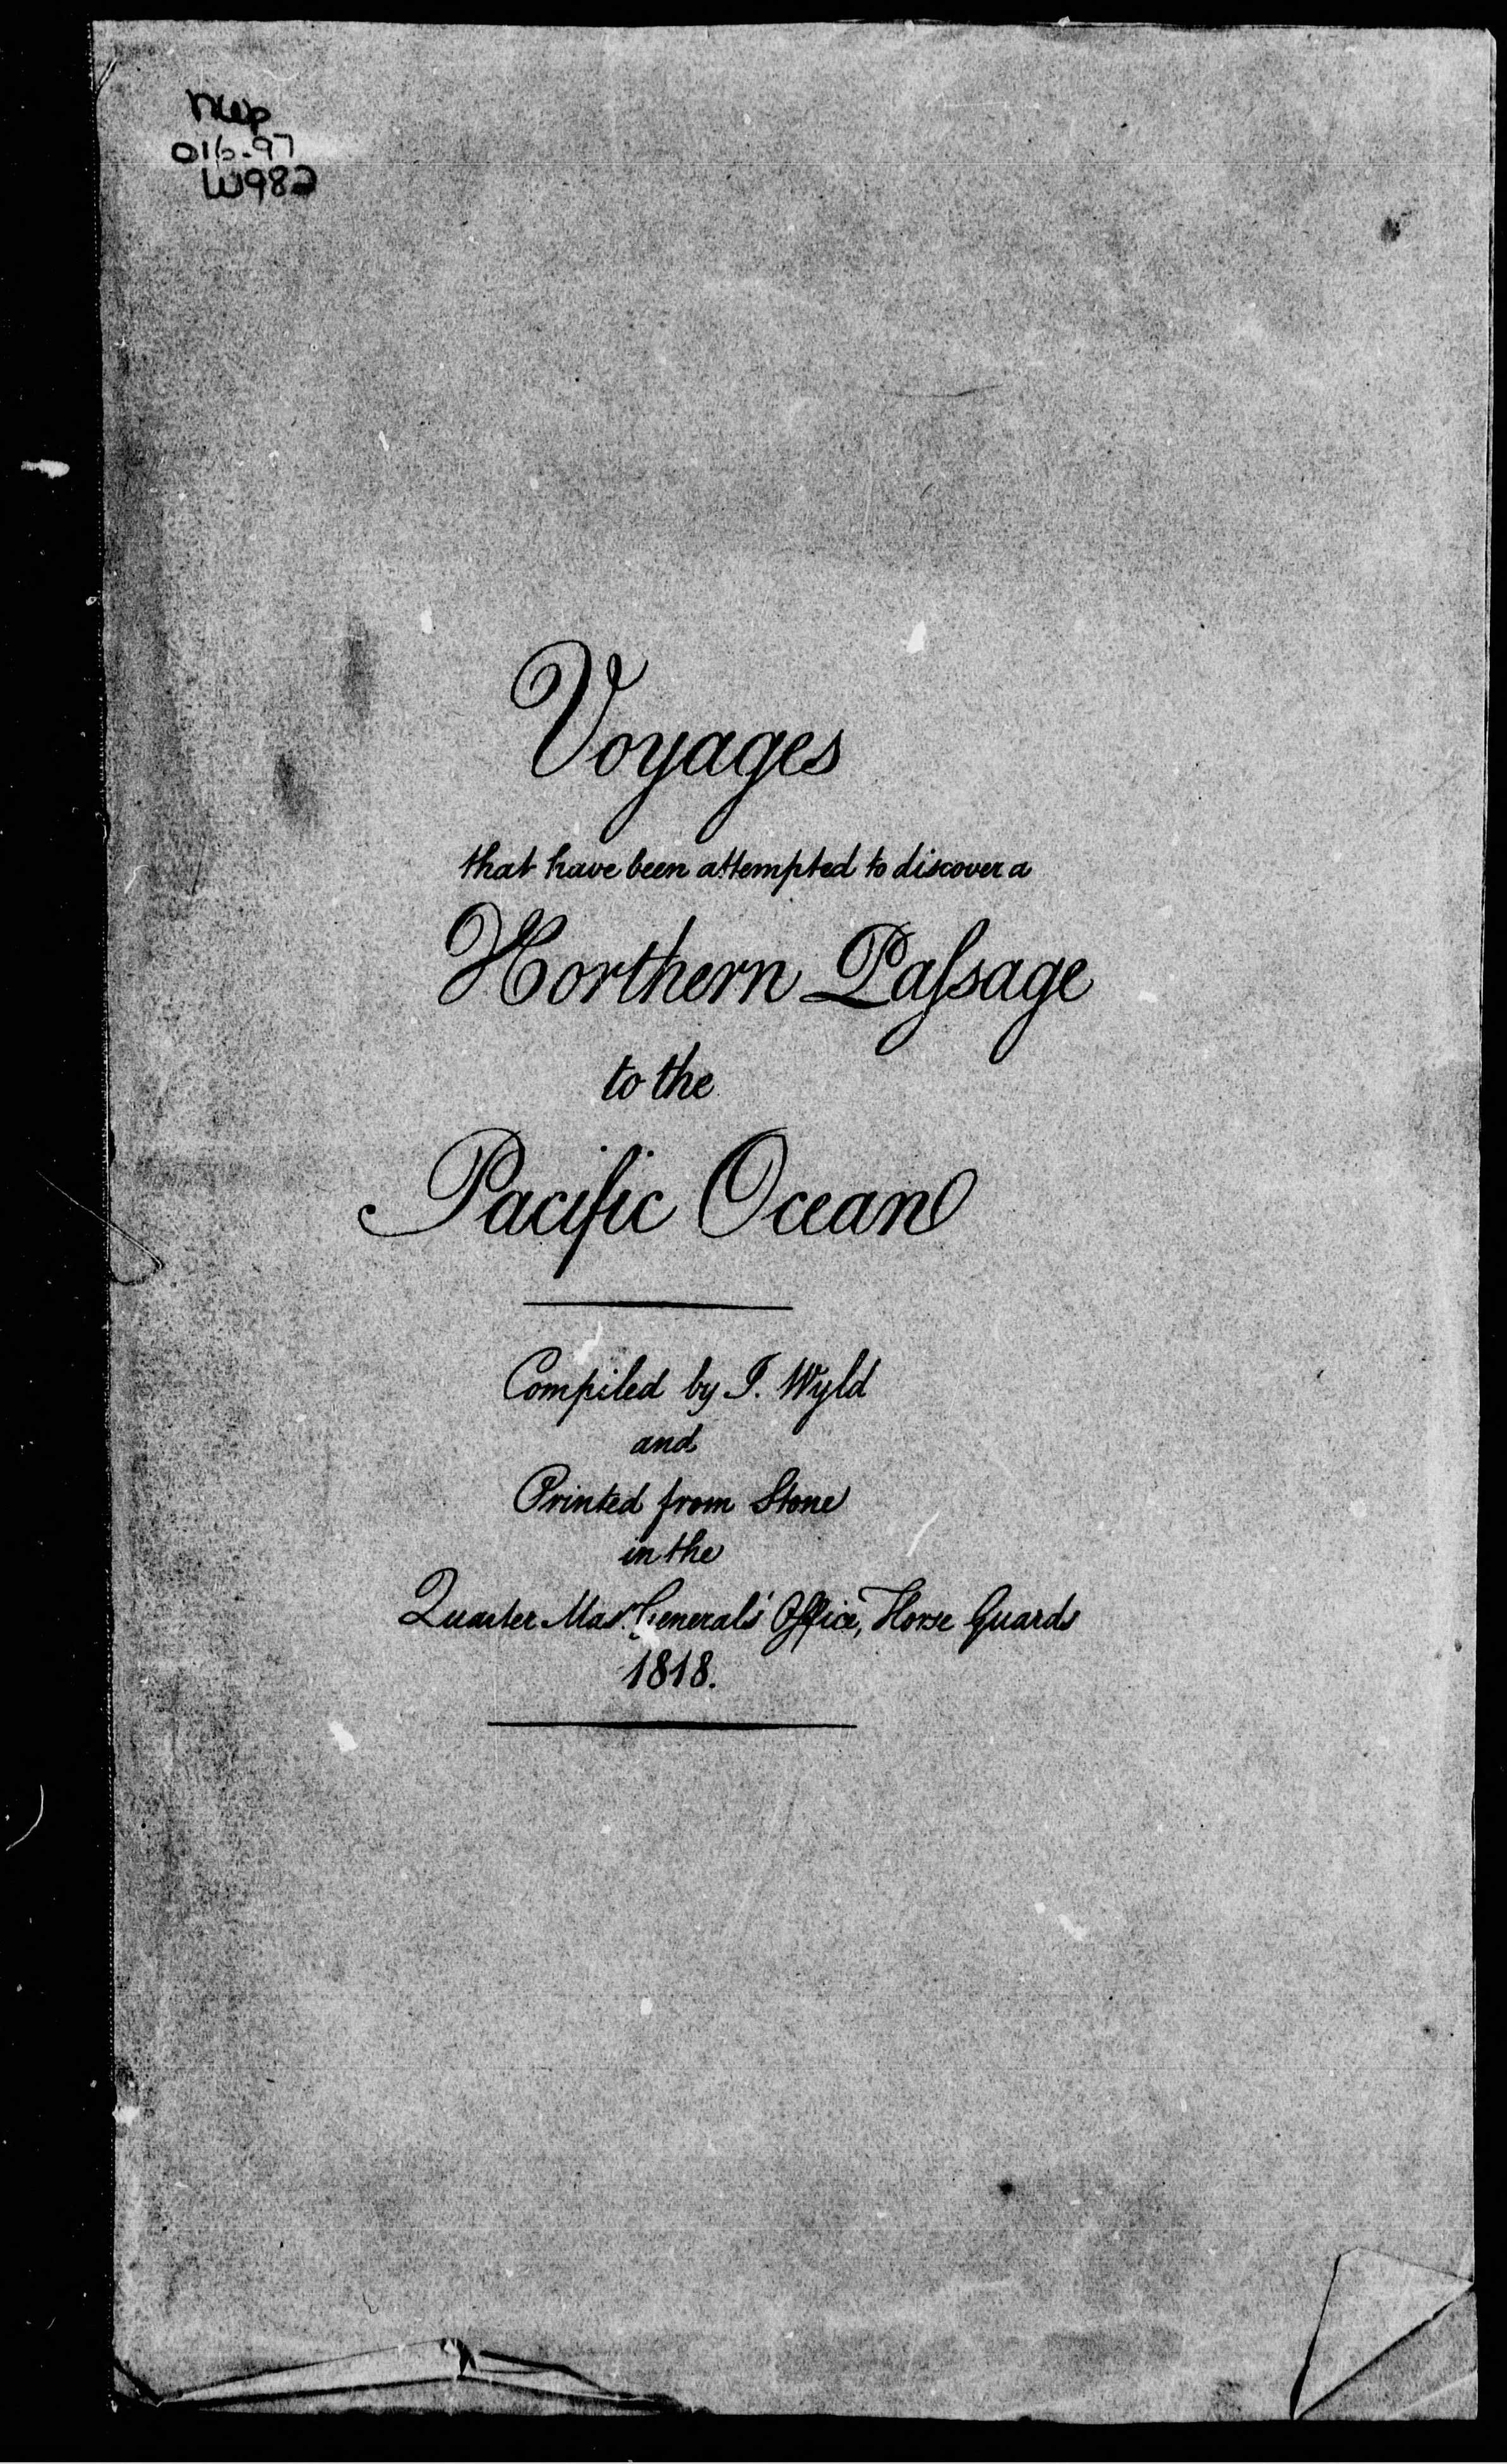 nwp
016.97
W982
Voyages
that have been attempted to discover a
Northern Paſsage
to the
Pacific Ocean
Compiled by J. Wyld
and
Printed from Stone
in the
Quarter Masr. General's Office, Horse Guards
1818.